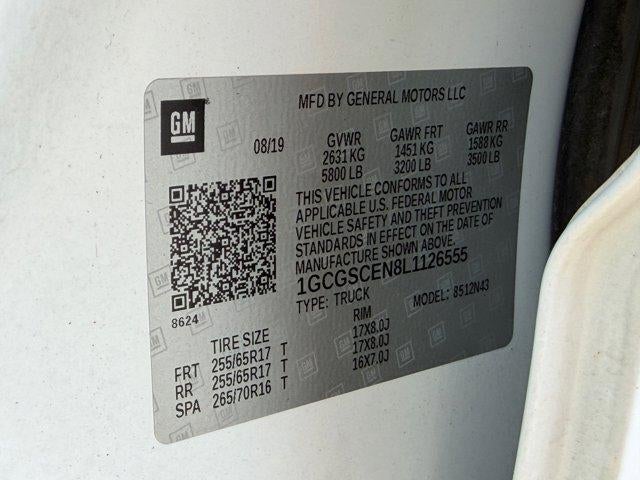 GM
MFD BY GENERAL MOTORS LLC
08/19
GVWR GAWR FRT GAWR RR
2631 KG 1451 KG 1588 KG
5800 LB 3200 LB 3500 LB
THIS VEHICLE CONFORMS TO ALL
APPLICABLE U.S. FEDERAL MOTOR
VEHICLE SAFETY AND THEFT PREVENTION
STANDARDS IN EFFECT ON THE DATE OF
MANUFACTURE SHOWN ABOVE.
1GCGSCEN8L1126555
TYPE: TRUCK MODEL: 8512N43
8624
TIRE SIZE RIM
FRT 255/65R17 T 17X8.0J
RR 255/65R17 T 17X8.0J
SPA 265/70R16 T 16X7.0J